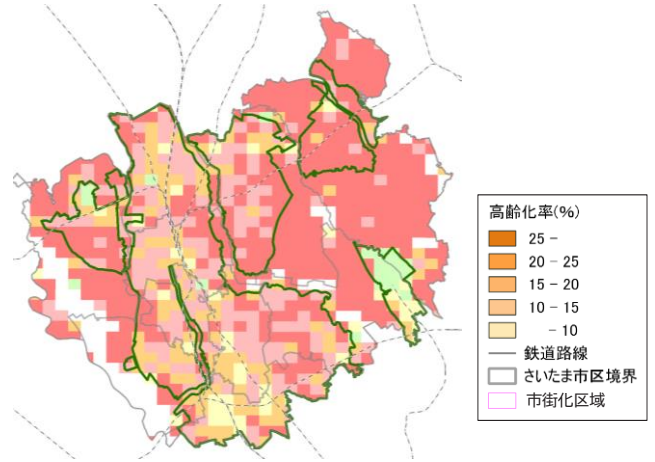 高齢化率(%)
25 -
20 - 25
15 - 20
10 - 15
- 10
鉄道路線
さいたま市区境界
市街化区域